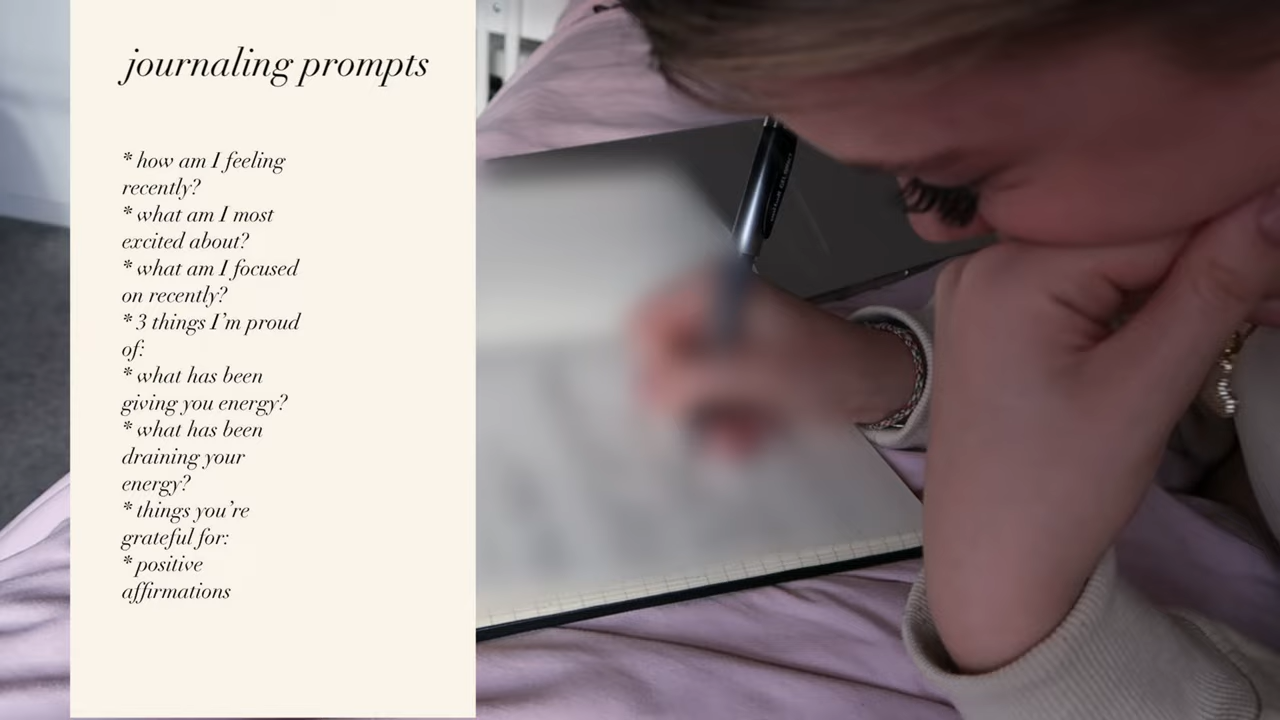 journaling prompts
* how am I feeling
recently?
* what am I most
excited about?
* what am I focused
on recently?
* 3 things I'm proud
of:
* what has been
giving you energy?
* what has been
draining your
energy?
* things you're
grateful for:
* positive
affirmations